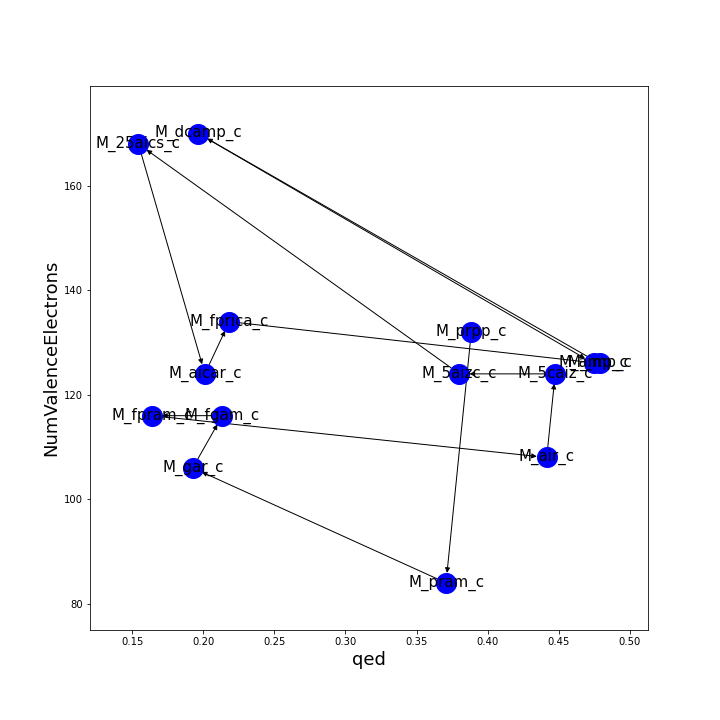 M_dcamp_c
M_25aics_c
160
M_fprica_c
M_prpp_c
140
M_aicar_c
M_5aizc_c
M_5caiz_c
120
M_fpram_c
M_fgam_c
M_air_c
M_gar_c
100
M_pram_c
80
0.15 0.20 0.25 0.30 0.35 0.40 0.45 0.50
qed
NumValenceElectrons